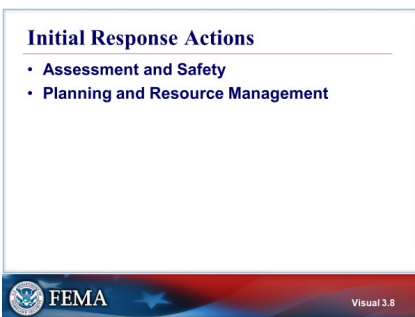 Initial Response Actions
• Assessment and Safety
• Planning and Resource Management
FEMA
Visual 3.8